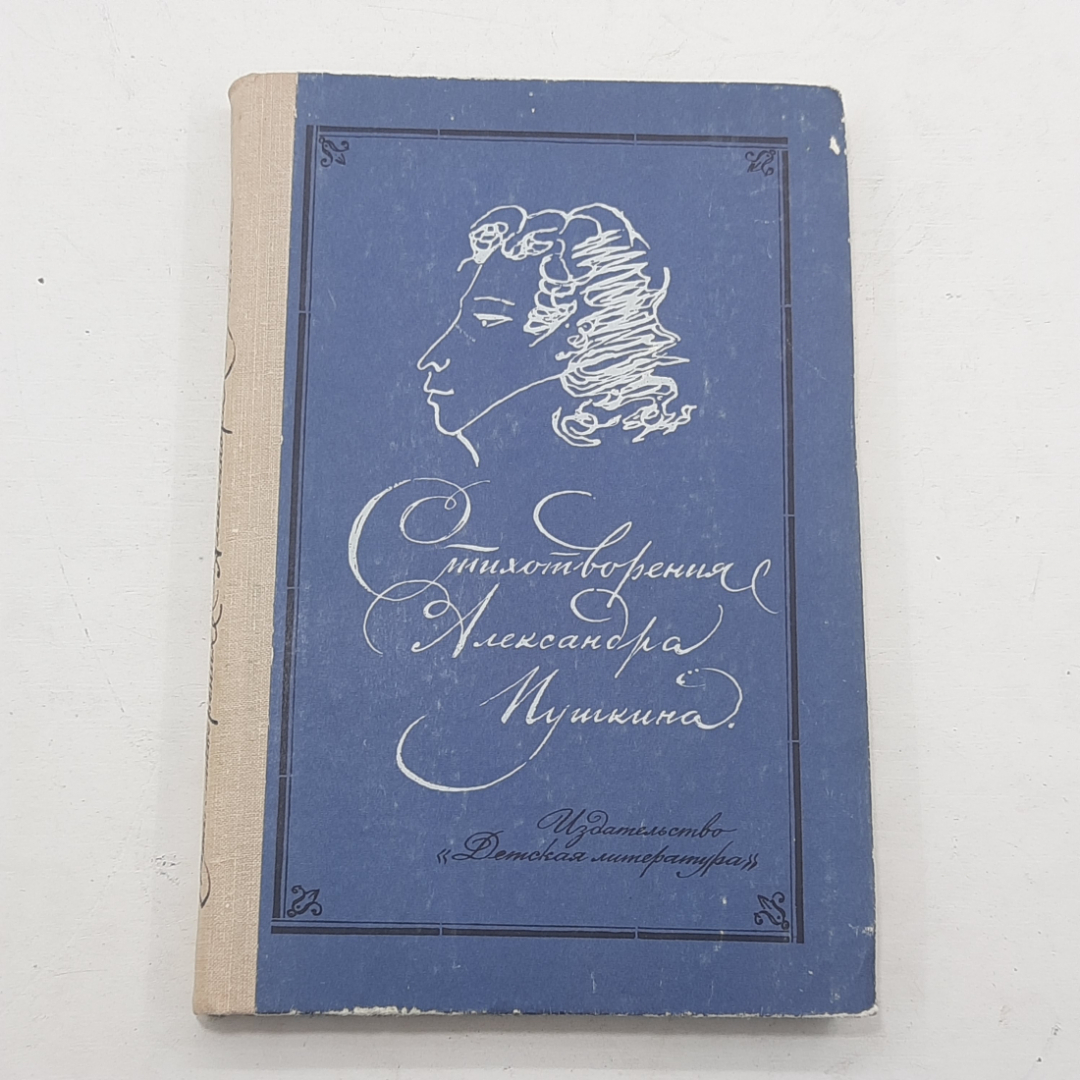 Стихотворения
Александра
Пушкина.
Издательство
«Детская литература»